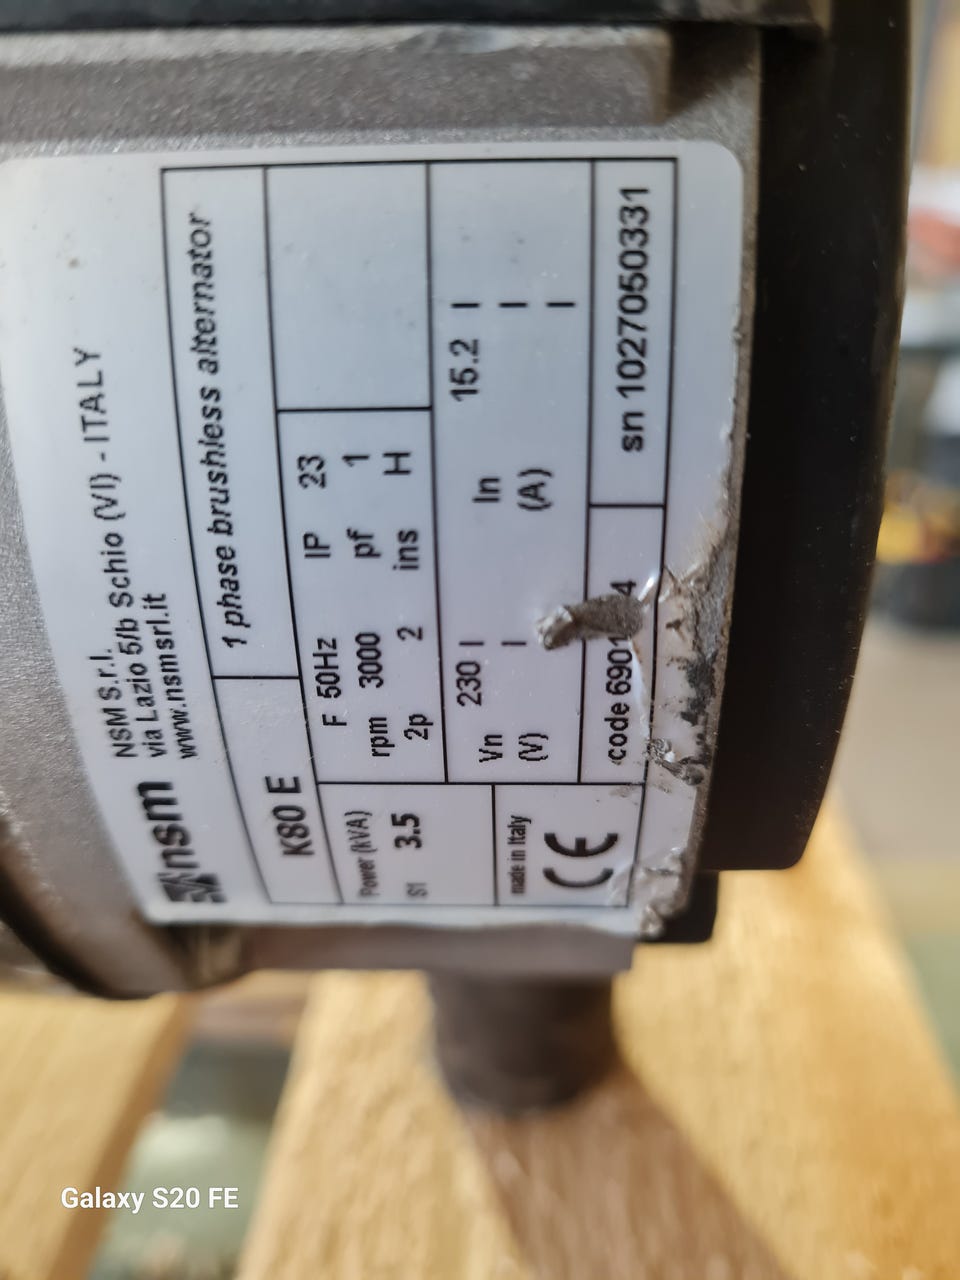 nsm
NSM S.r.l.
via Lazio 5/b Schio (VI) - ITALY
www.nsmsrl.it
K80 E
1 phase brushless alternator
Power (kVA)
S1 3.5
F 50Hz IP 23
rpm 3000 pf 1
2p 2 ins H
Vn (V) 230 | | In (A) 15.2 | | |
made in Italy
CE
sn 1027050331
Galaxy S20 FE